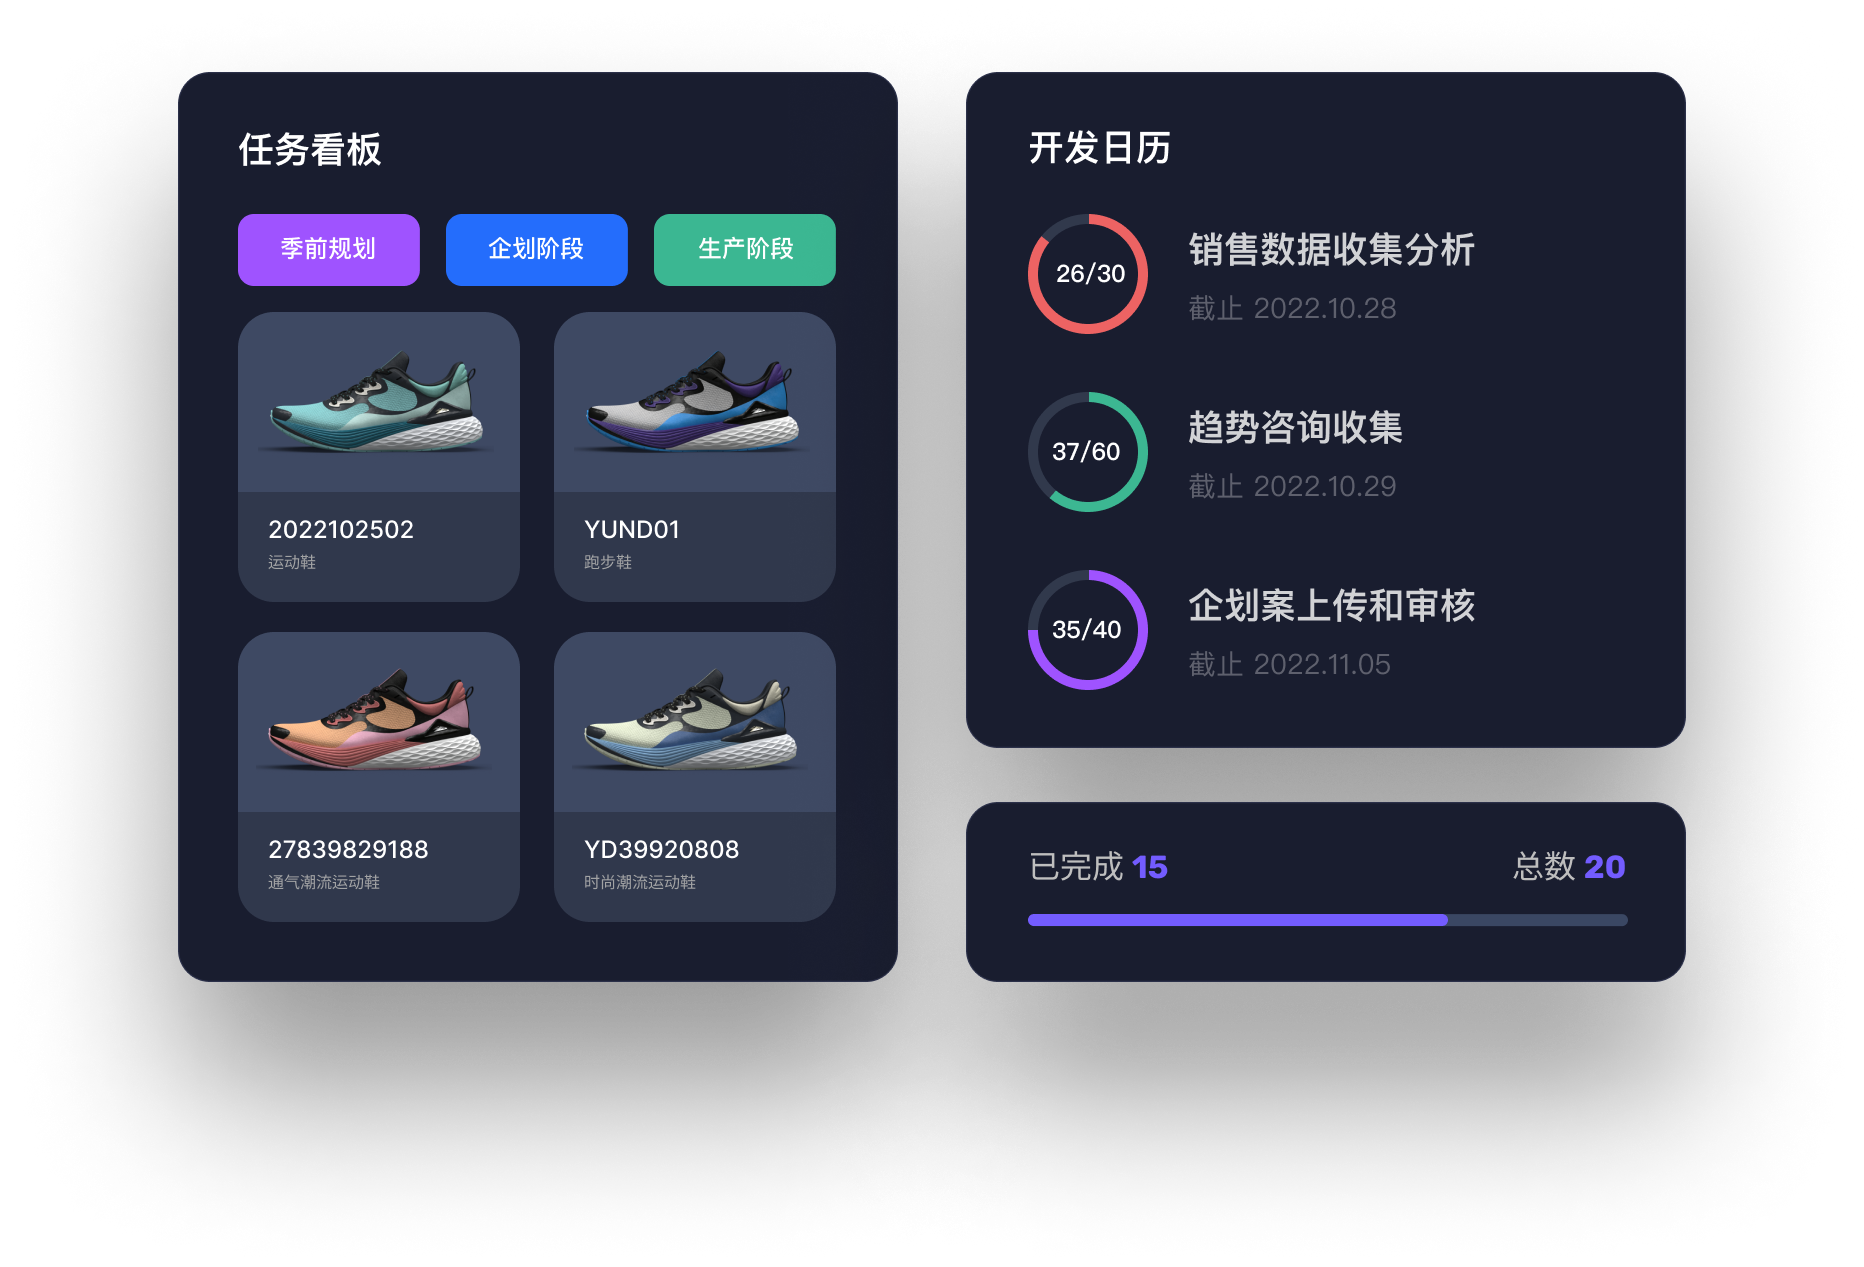 任务看板
季前规划
企划阶段
生产阶段
2022102502
运动鞋
YUND01
跑步鞋
27839829188
通气潮流运动鞋
YD39920808
时尚潮流运动鞋
开发日历
26/30
销售数据收集分析
截止 2022.10.28
37/60
趋势咨询收集
截止 2022.10.29
35/40
企划案上传和审核
截止 2022.11.05
已完成 15
总数 20